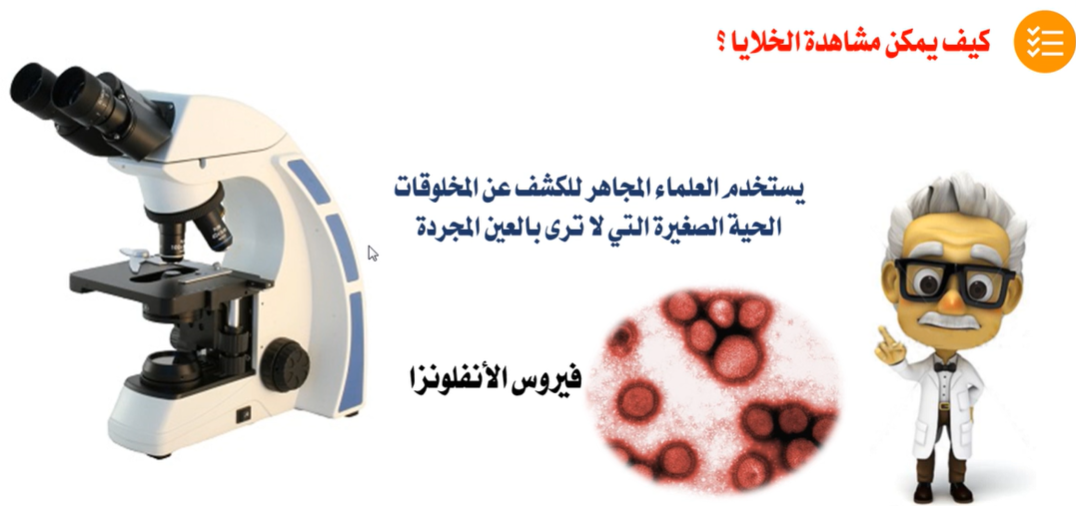 كيف يمكن مشاهدة الخلايا ؟
يستخدم العلماء المجاهر للكشف عن المخلوقات
الحية الصغيرة التي لا ترى بالعين المجردة
فيروس الأنفلونزا